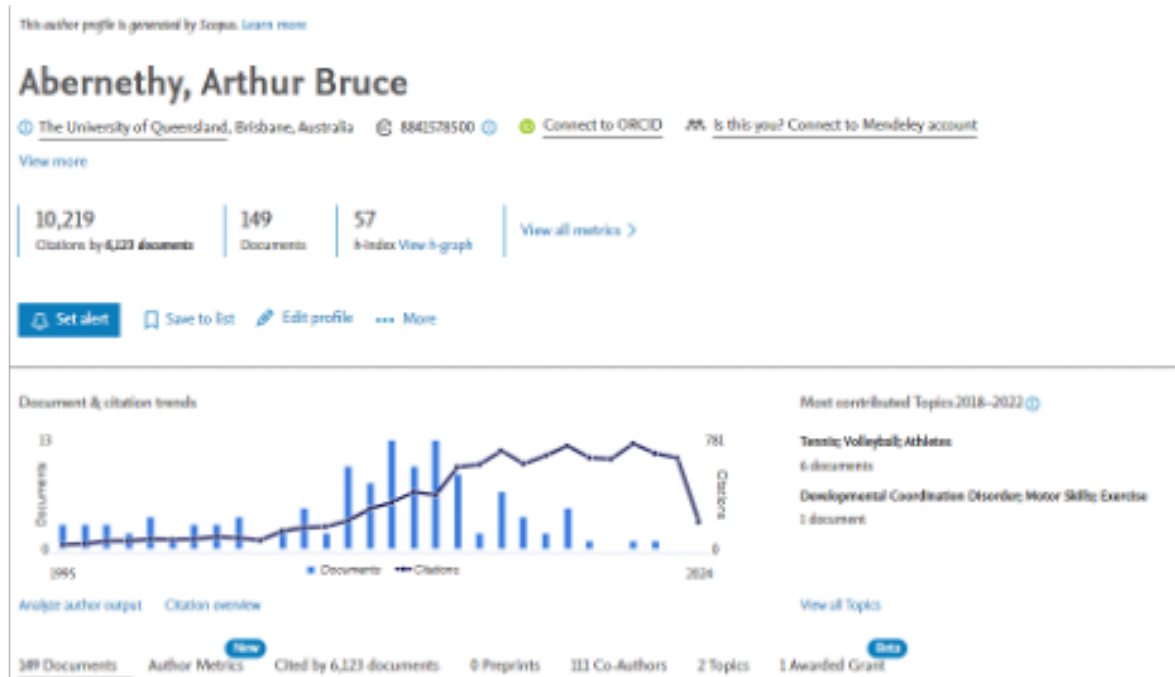 This author profile is generated by Scopus. Learn more
Abernethy, Arthur Bruce
The University of Queensland, Brisbane, Australia 8841578500 Connect to ORCID Is this you? Connect to Mendeley account
View more
10,219 149 57 View all metrics >
Citations by 6,123 documents Documents h-index View h-graph
Set alert Save to list Edit profile ... More
Document & citation trends Most contributed Topics 2018–2022
13 781 Tennis; Volleyball; Athletes
6 documents
Documents Citations Developmental Coordination Disorder; Motor Skills; Exercise
1 document
0 0
Documents Citations
1995 2024
Analyze author output Citation overview View all Topics
New Beta
149 Documents Author Metrics Cited by 6,123 documents 0 Preprints 111 Co-Authors 2 Topics 1 Awarded Grant